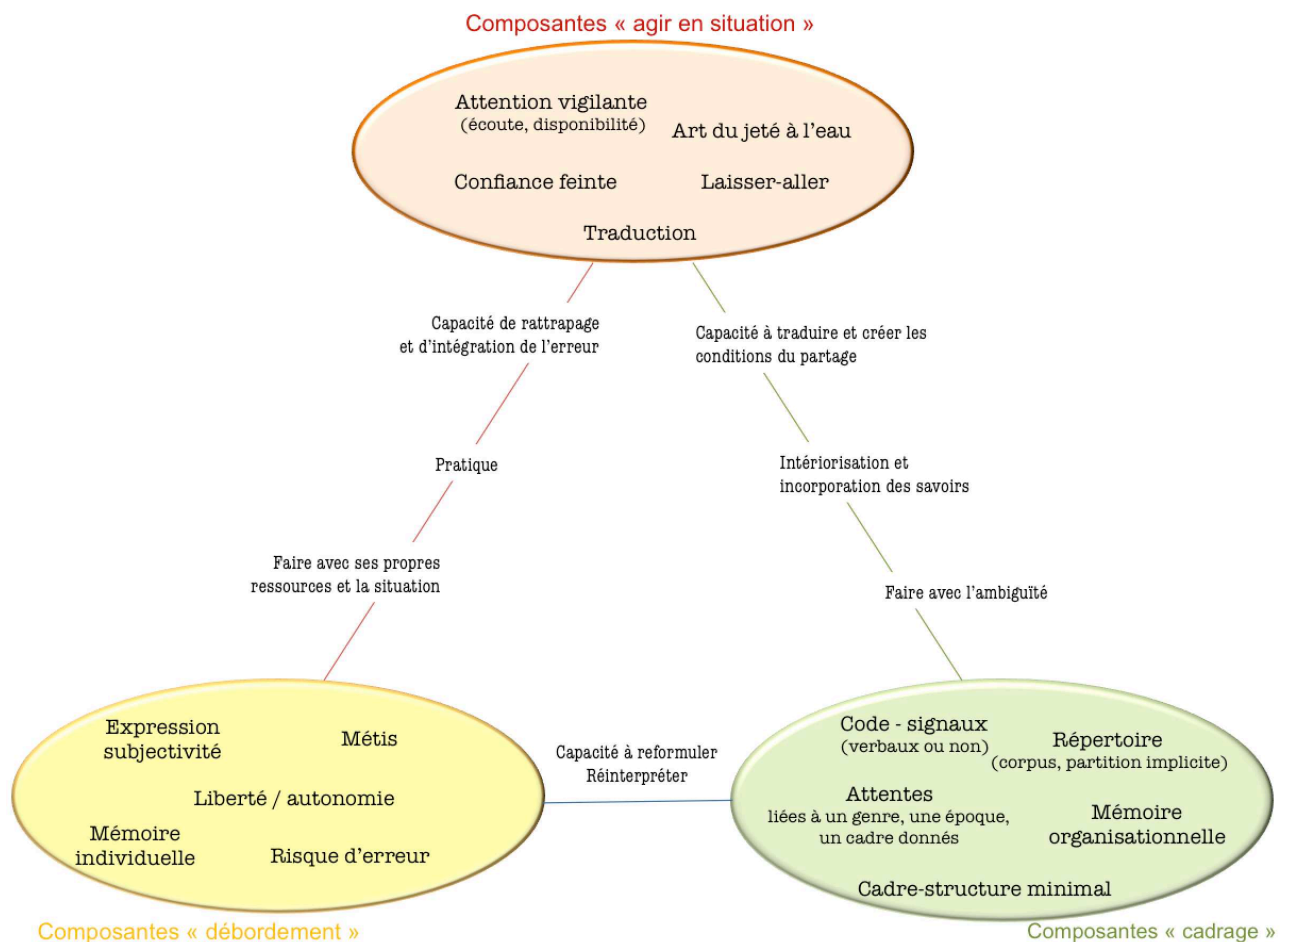 Composantes « agir en situation »
Attention vigilante
(écoute, disponibilité)
Art du jeté à l'eau
Confiance feinte
Laisser-aller
Traduction
Capacité de rattrapage
et d'intégration de l'erreur
Capacité à traduire et créer les
conditions du partage
Pratique
Intériorisation et
incorporation des savoirs
Faire avec ses propres
ressources et la situation
Faire avec l'ambiguïté
Expression
subjectivité
Métis
Liberté / autonomie
Mémoire
individuelle
Risque d'erreur
Capacité à reformuler
Réinterpréter
Code - signaux
(verbaux ou non)
Répertoire
(corpus, partition implicite)
Attentes
liées à un genre, une époque,
un cadre donnés
Mémoire
organisationnelle
Cadre-structure minimal
Composantes « débordement »
Composantes « cadrage »